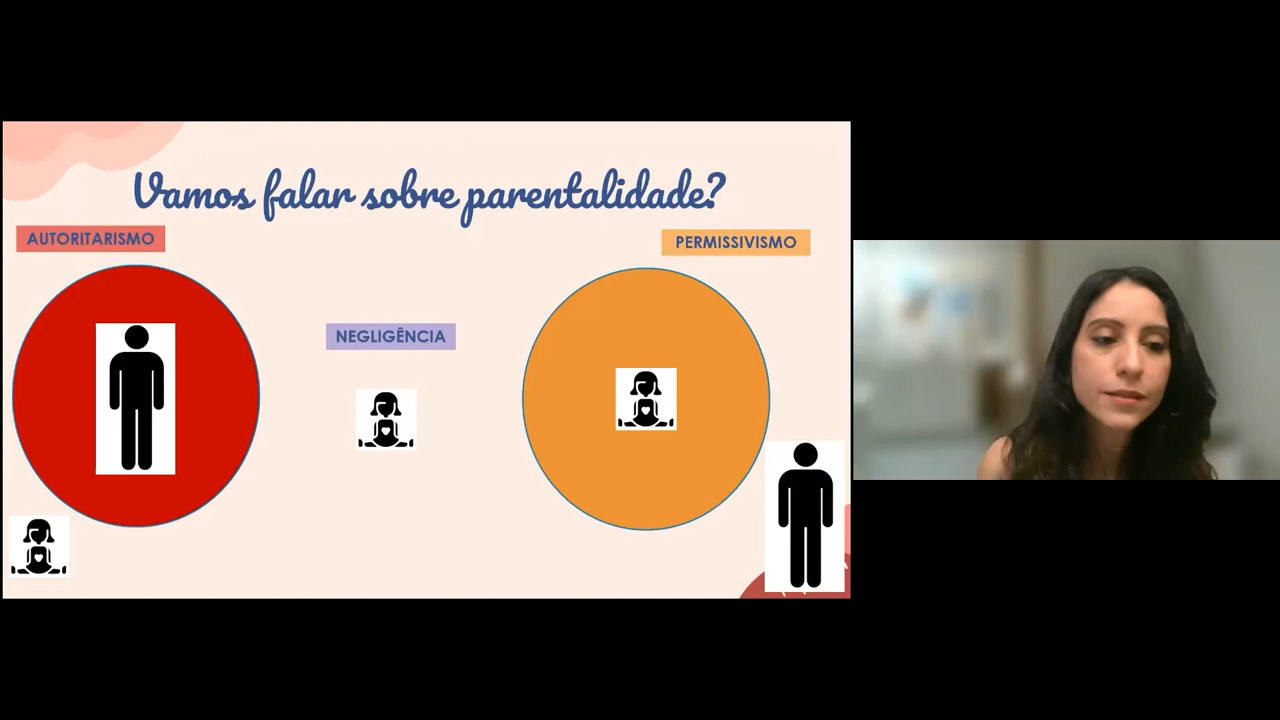 Vamos falar sobre parentalidade?
AUTORITARISMO
PERMISSIVISMO
NEGLIGÊNCIA